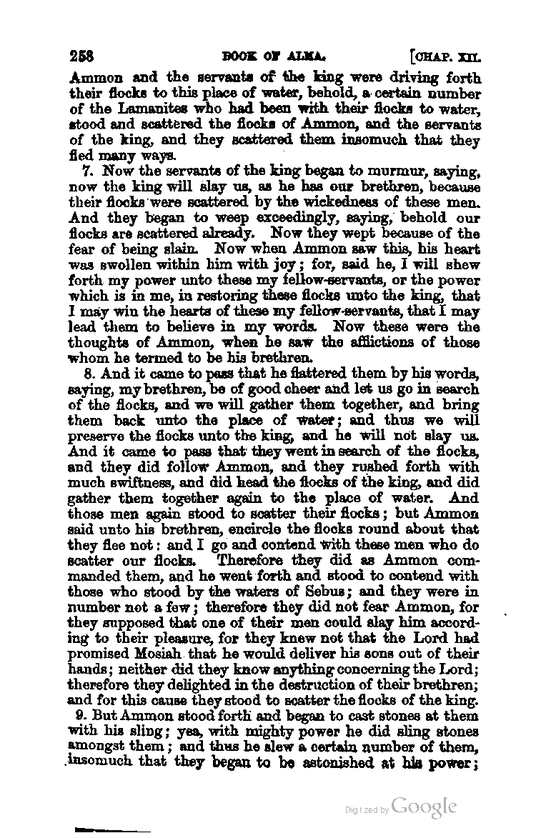 258 BOOK OF ALMA. [CHAP. XII.
Ammon and the servants of the king were driving forth
their flocks to this place of water, behold, a certain number
of the Lamanites who had been with their flocks to water,
stood and scattered the flocks of Ammon, and the servants
of the king, and they scattered them insomuch that they
fled many ways.
7. Now the servants of the king began to murmur, saying,
now the king will slay us, as he has our brethren, because
their flocks were scattered by the wickedness of these men.
And they began to weep exceedingly, saying, behold our
flocks are scattered already. Now they wept because of the
fear of being slain. Now when Ammon saw this, his heart
was swollen within him with joy; for, said he, I will shew
forth my power unto these my fellow-servants, or the power
which is in me, in restoring these flocks unto the king, that
I may win the hearts of these my fellow-servants, that I may
lead them to believe in my words. Now these were the
thoughts of Ammon, when he saw the afflictions of those
whom he termed to be his brethren.
8. And it came to pass that he flattered them by his words,
saying, my brethren, be of good cheer and let us go in search
of the flocks, and we will gather them together, and bring
them back unto the place of water; and thus we will
preserve the flocks unto the king, and he will not slay us.
And it came to pass that they went in search of the flocks,
and they did follow Ammon, and they rushed forth with
much swiftness, and did head the flocks of the king, and did
gather them together again to the place of water. And
those men again stood to scatter their flocks; but Ammon
said unto his brethren, encircle the flocks round about that
they flee not: and I go and contend with these men who do
scatter our flocks. Therefore they did as Ammon com-
manded them, and he went forth and stood to contend with
those who stood by the waters of Sebus; and they were in
number not a few; therefore they did not fear Ammon, for
they supposed that one of their men could slay him accord-
ing to their pleasure, for they knew not that the Lord had
promised Mosiah that he would deliver his sons out of their
hands; neither did they know anything concerning the Lord;
therefore they delighted in the destruction of their brethren;
and for this cause they stood to scatter the flocks of the king.
9. But Ammon stood forth and began to cast stones at them
with his sling; yea, with mighty power he did sling stones
amongst them; and thus he slew a certain number of them,
insomuch that they began to be astonished at his power;
Digitized by Google